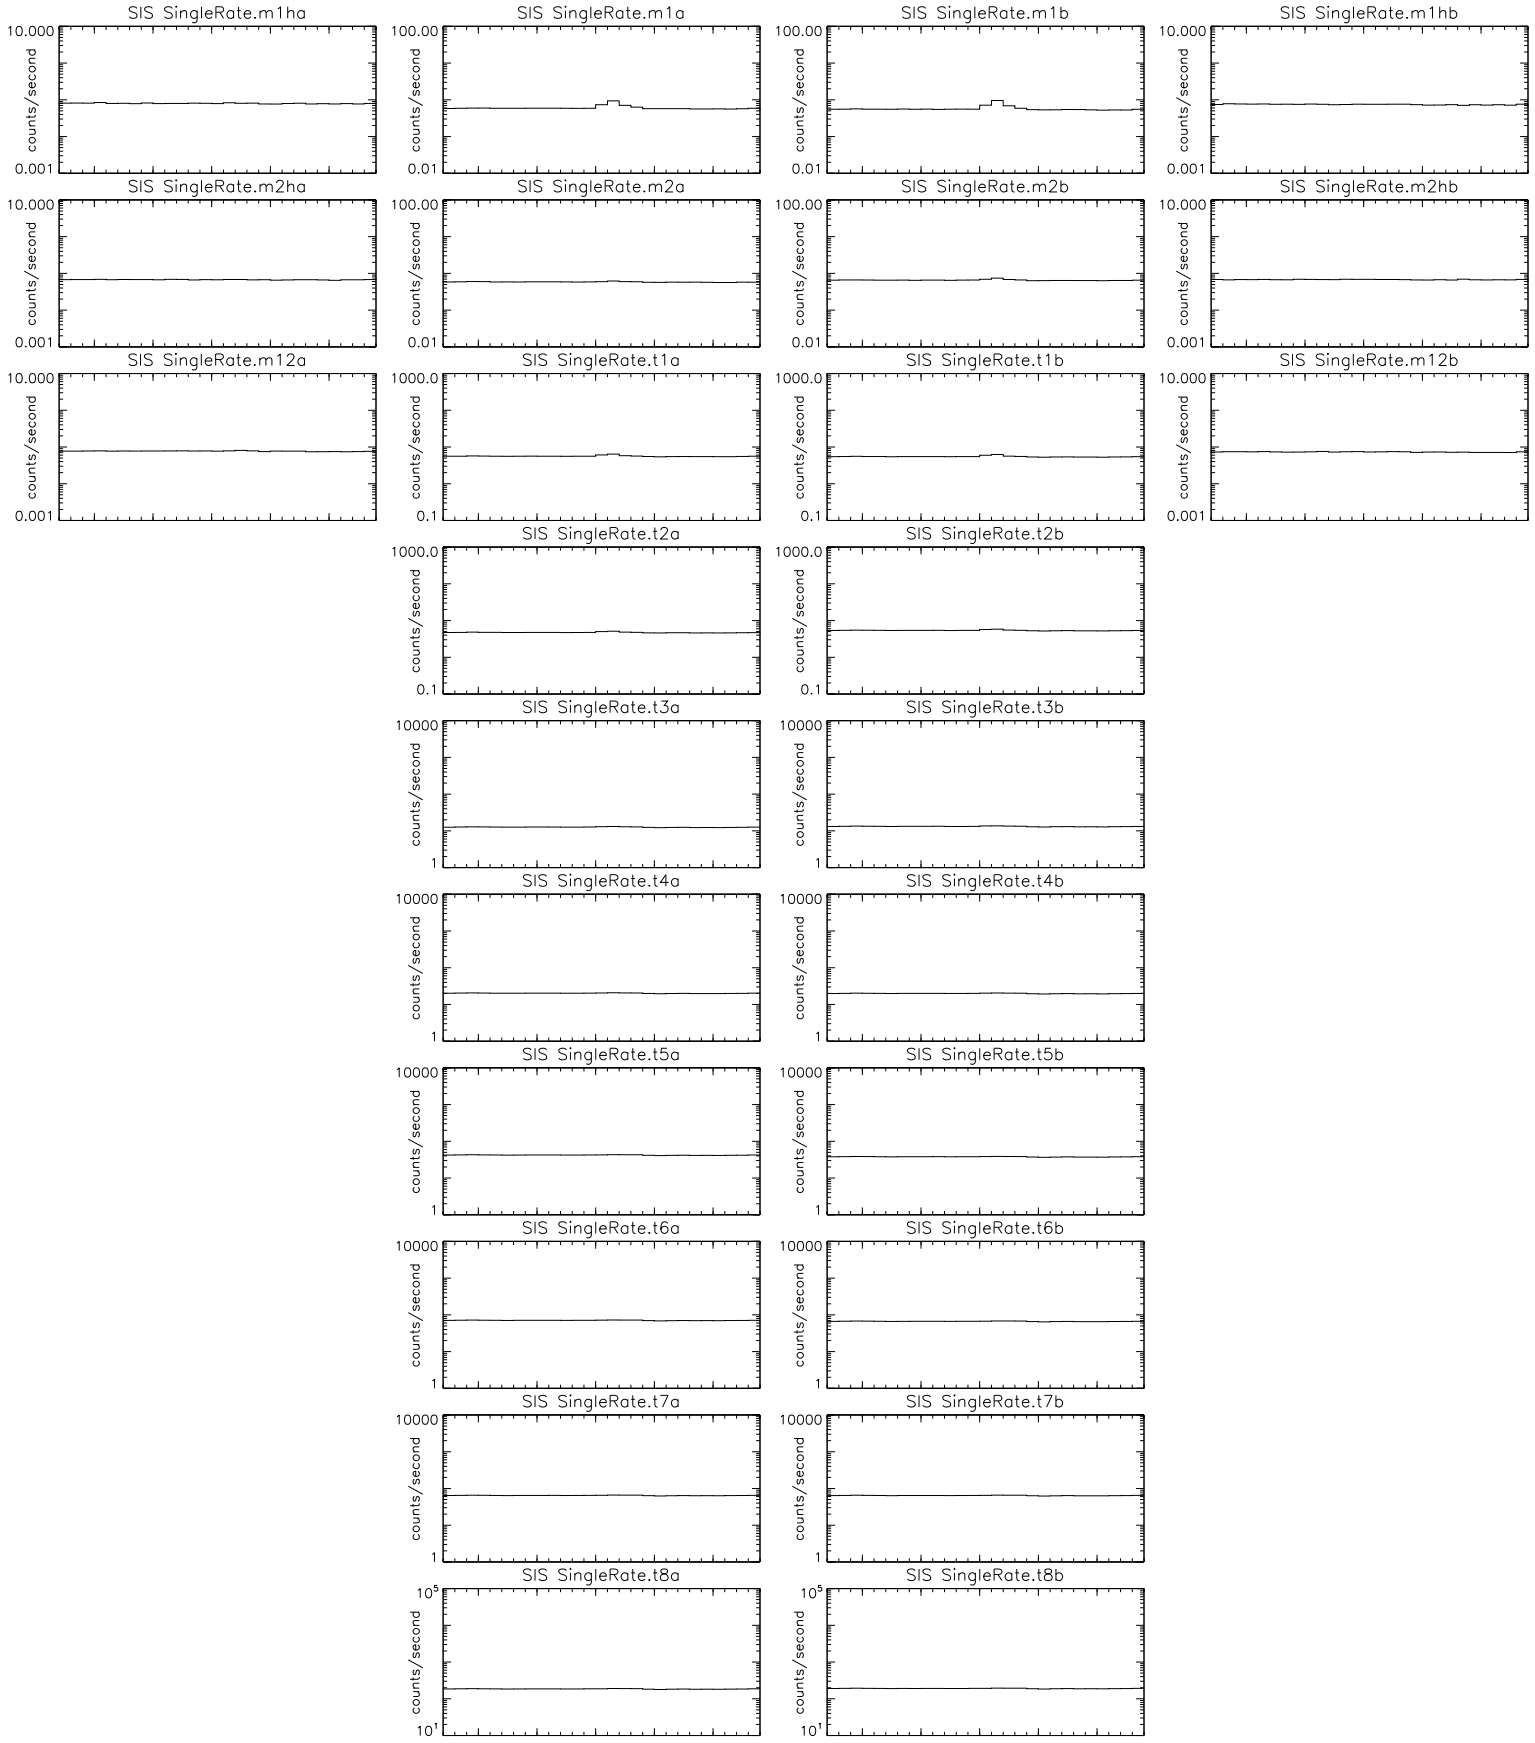 SIS SingleRate.m1ha
10.000
counts/second
0.001
SIS SingleRate.m1a
100.00
counts/second
0.01
SIS SingleRate.m1b
100.00
counts/second
0.01
SIS SingleRate.m1hb
10.000
counts/second
0.001
SIS SingleRate.m2ha
10.000
counts/second
0.001
SIS SingleRate.m2a
100.00
counts/second
0.01
SIS SingleRate.m2b
100.00
counts/second
0.01
SIS SingleRate.m2hb
10.000
counts/second
0.001
SIS SingleRate.m12a
10.000
counts/second
0.001
SIS SingleRate.t1a
1000.0
counts/second
0.1
SIS SingleRate.t1b
1000.0
counts/second
0.1
SIS SingleRate.m12b
10.000
counts/second
0.001
SIS SingleRate.t2a
1000.0
counts/second
0.1
SIS SingleRate.t2b
1000.0
counts/second
0.1
SIS SingleRate.t3a
10000
counts/second
1
SIS SingleRate.t3b
10000
counts/second
1
SIS SingleRate.t4a
10000
counts/second
1
SIS SingleRate.t4b
10000
counts/second
1
SIS SingleRate.t5a
10000
counts/second
1
SIS SingleRate.t5b
10000
counts/second
1
SIS SingleRate.t6a
10000
counts/second
1
SIS SingleRate.t6b
10000
counts/second
1
SIS SingleRate.t7a
10000
counts/second
1
SIS SingleRate.t7b
10000
counts/second
1
SIS SingleRate.t8a
10⁵
counts/second
10¹
SIS SingleRate.t8b
10⁵
counts/second
10¹